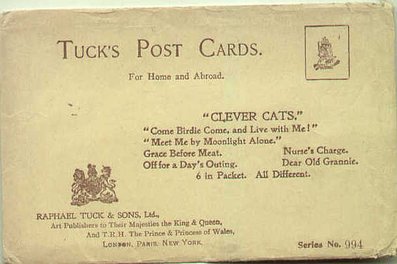 TUCK'S POST CARDS.
For Home and Abroad.
"CLEVER CATS."
"Come Birdie Come, and Live with Me!"
"Meet Me by Moonlight Alone."
Grace Before Meat. Nurse's Charge.
Off for a Day's Outing. Dear Old Grannie.
6 in Packet. All Different.
RAPHAEL TUCK & SONS, Ltd.,
Art Publishers to Their Majesties the King & Queen,
And T.R.H. The Prince & Princess of Wales,
LONDON, PARIS, NEW YORK.
Series No. 994